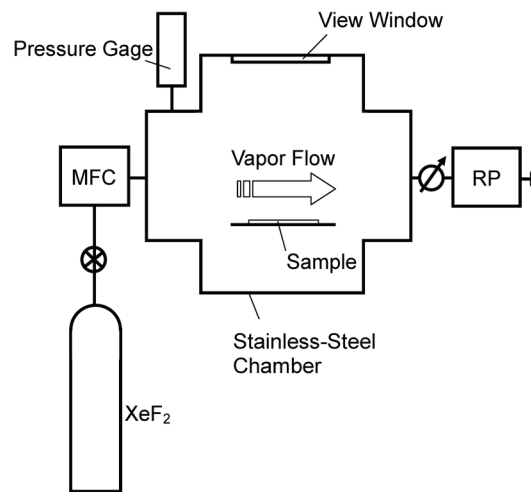 View Window
Pressure Gage
MFC
Vapor Flow
RP
Sample
Stainless-Steel
Chamber
XeF₂